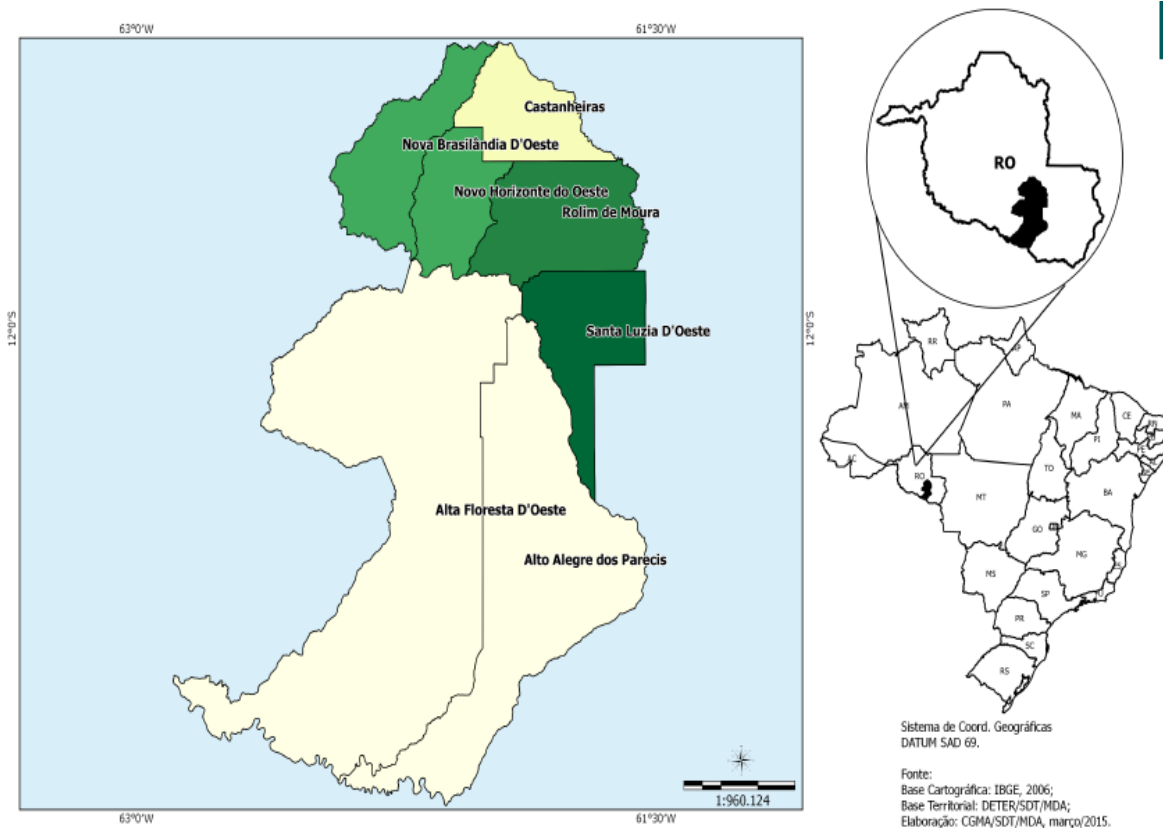 63°0'W
61°30'W
Castanheiras
Nova Brasilândia D'Oeste
Novo Horizonte do Oeste
Rolim de Moura
12°0'S
12°0'S
Santa Luzia D'Oeste
Alta Floresta D'Oeste
Alto Alegre dos Parecis
1:960.124
63°0'W
61°30'W
RO
RR
AP
AM
PA
MA
CE
RN
PI
PE
AC
RO
TO
BA
MT
GO
MG
MS
SP
PR
SC
RS
Sistema de Coord. Geográficas
DATUM SAD 69.
Fonte:
Base Cartográfica: IBGE, 2006;
Base Territorial: DETER/SDT/MDA;
Elaboração: CGMA/SDT/MDA, março/2015.